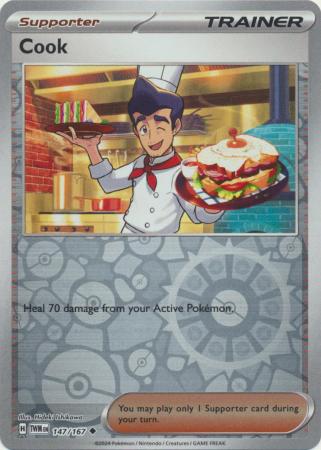 Supporter TRAINER
Cook
Heal 70 damage from your Active Pokémon.
Illus. Hideki Ishikawa
H TWM EN 147/167 ◆
You may play only 1 Supporter card during your turn.
©2024 Pokémon / Nintendo / Creatures / GAME FREAK